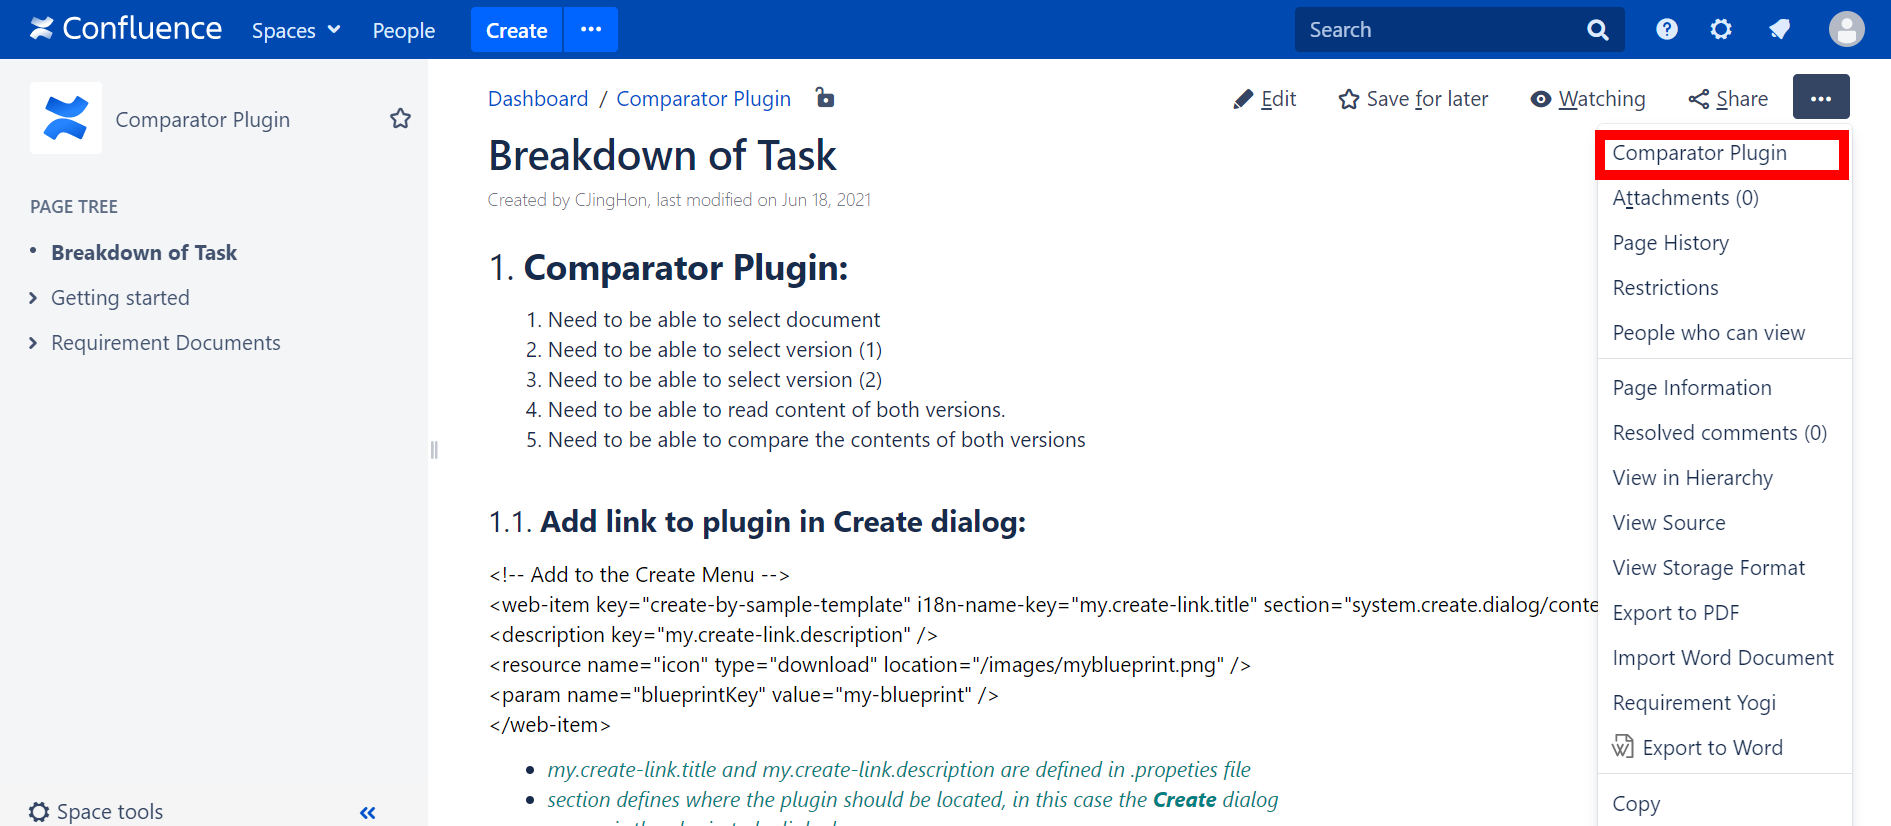 Confluence Spaces People Create ··· Search
Comparator Plugin
PAGE TREE
• Breakdown of Task
Getting started
Requirement Documents
Space tools
Dashboard / Comparator Plugin
Edit Save for later Watching Share ···
Breakdown of Task
Created by CJingHon, last modified on Jun 18, 2021
1. Comparator Plugin:
1. Need to be able to select document
2. Need to be able to select version (1)
3. Need to be able to select version (2)
4. Need to be able to read content of both versions.
5. Need to be able to compare the contents of both versions
1.1. Add link to plugin in Create dialog:
<!-- Add to the Create Menu -->
<web-item key="create-by-sample-template" i18n-name-key="my.create-link.title" section="system.create.dialog/conte
<description key="my.create-link.description" />
<resource name="icon" type="download" location="/images/myblueprint.png" />
<param name="blueprintKey" value="my-blueprint" />
</web-item>
• my.create-link.title and my.create-link.description are defined in .propeties file
• section defines where the plugin should be located, in this case the Create dialog
Comparator Plugin
Attachments (0)
Page History
Restrictions
People who can view
Page Information
Resolved comments (0)
View in Hierarchy
View Source
View Storage Format
Export to PDF
Import Word Document
Requirement Yogi
Export to Word
Copy